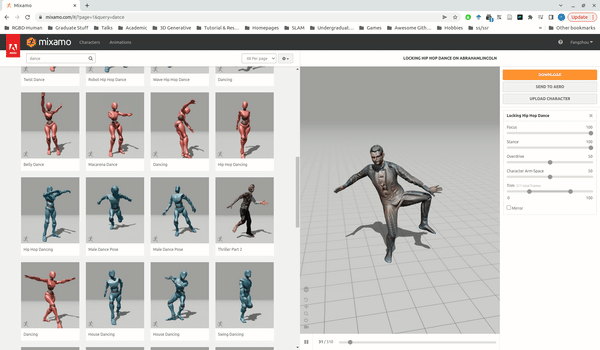 Mixamo
mixamo.com/#/?page=1&query=dance
Update
RGBD Human
Graduate Stuff
Talks
Academic
3D Generative
Tutorial & Res...
Homepages
SLAM
Undergraduat...
Games
Awesome Gith...
Hobbies
ss/ssr
Other bookmarks
Adobe
mixamo
Characters
Animations
dance
48 Per page
LOCKING HIP HOP DANCE ON ABRAHAMLINCOLN
DOWNLOAD
SEND TO AERO
UPLOAD CHARACTER
Twist Dance
Robot Hip Hop Dance
Wave Hip Hop Dance
Dancing
Belly Dance
Macarena Dance
Dancing
Hip Hop Dancing
Hip Hop Dancing
Male Dance Pose
Male Dance Pose
Thriller Part 2
Dancing
House Dancing
House Dancing
Swing Dancing
Locking Hip Hop Dance
Focus 100
Stance 100
Overdrive 50
Character Arm-Space 50
Trim
0 100
Mirror